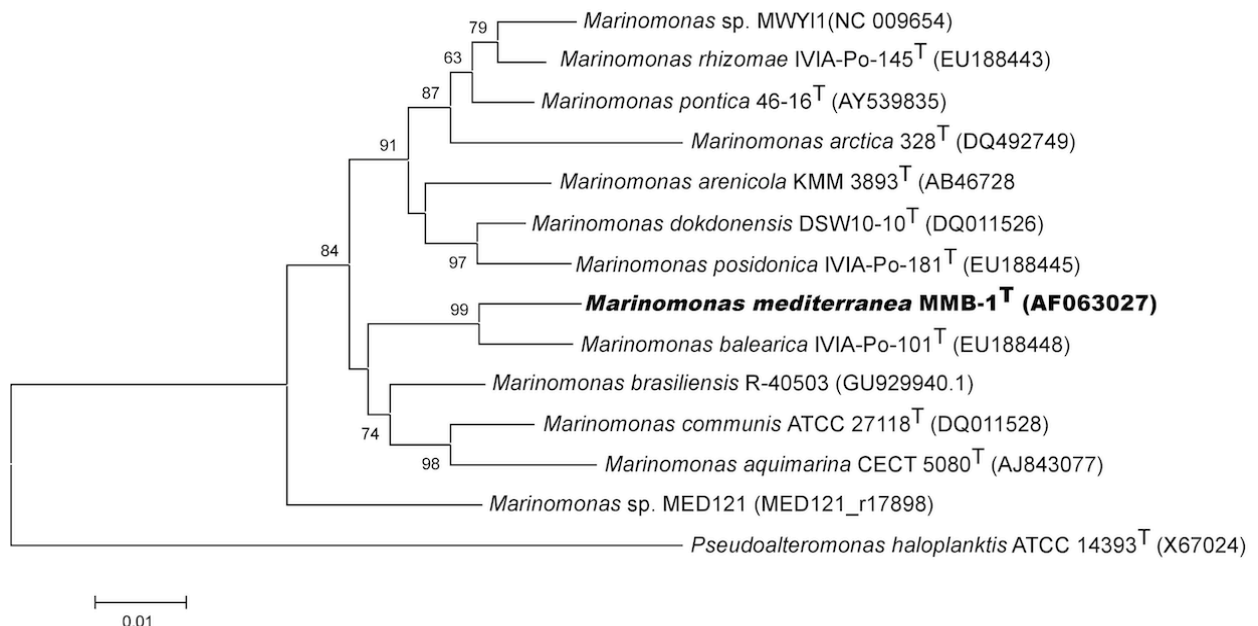 79
Marinomonas sp. MWYl1(NC 009654)
63
Marinomonas rhizomae IVIA-Po-145T (EU188443)
87
Marinomonas pontica 46-16T (AY539835)
91
Marinomonas arctica 328T (DQ492749)
Marinomonas arenicola KMM 3893T (AB46728
84
Marinomonas dokdonensis DSW10-10T (DQ011526)
97
Marinomonas posidonica IVIA-Po-181T (EU188445)
99
Marinomonas mediterranea MMB-1T (AF063027)
Marinomonas balearica IVIA-Po-101T (EU188448)
Marinomonas brasiliensis R-40503 (GU929940.1)
74
Marinomonas communis ATCC 27118T (DQ011528)
98
Marinomonas aquimarina CECT 5080T (AJ843077)
Marinomonas sp. MED121 (MED121_r17898)
Pseudoalteromonas haloplanktis ATCC 14393T (X67024)
0.01